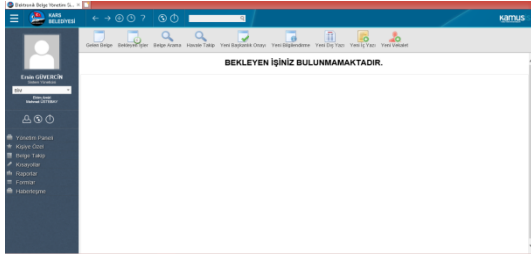 Elektronik Belge Yönetim S...
KARS
BELEDİYESİ
kamus
Gelen Belge Bekleyen İşler Belge Arama Havale Takip Yeni Başkanlık Onayı Yeni Bilgilendirme Yeni Dış Yazı Yeni İç Yazı Yeni Vekalet
BEKLEYEN İŞİNİZ BULUNMAMAKTADIR.
Ersin GÜVERCİN
Yönetim Paneli
Kişiye Özel
Belge Takip
Kısayollar
Raporlar
Formlar
Haberleşme